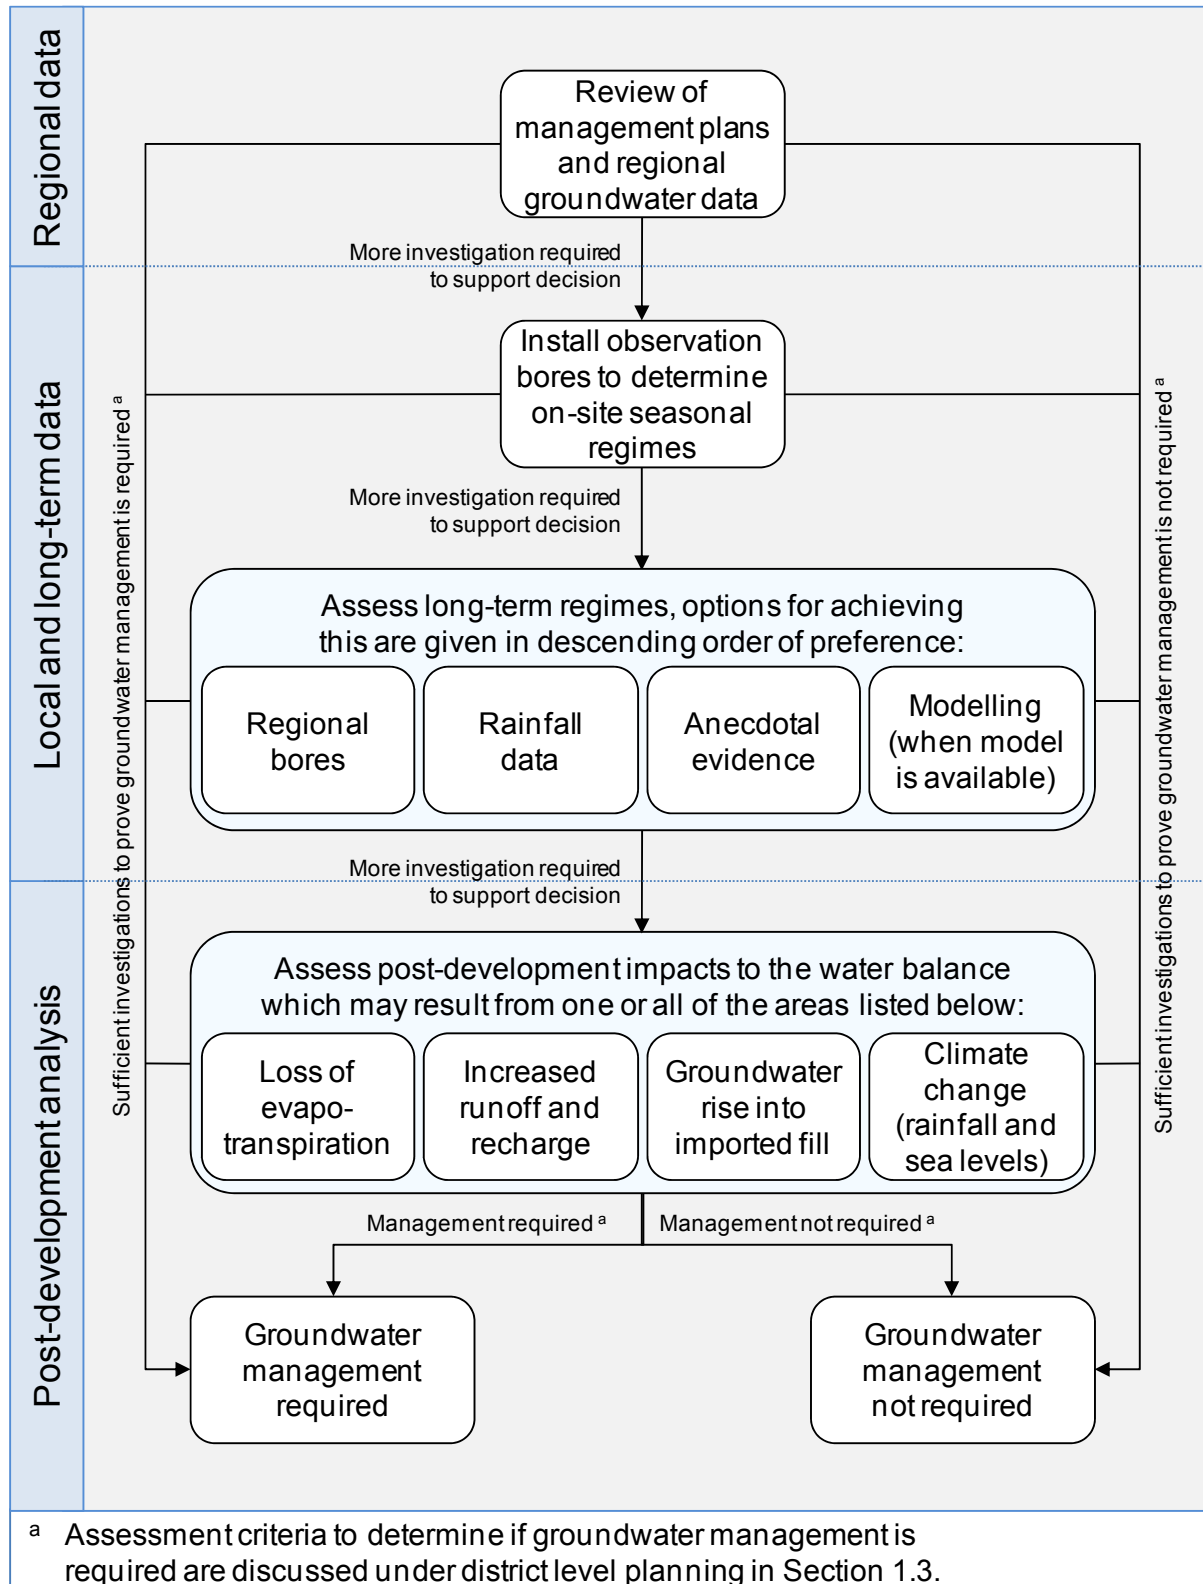 Regional data
Review of
management plans
and regional
groundwater data
More investigation required
to support decision
Local and long-term data
Install observation
bores to determine
on-site seasonal
regimes
More investigation required
to support decision
Sufficient investigations to prove groundwater management is required a
Sufficient investigations to prove groundwater management is not required a
Assess long-term regimes, options for achieving
this are given in descending order of preference:
Regional
bores
Rainfall
data
Anecdotal
evidence
Modelling
(when model
is available)
More investigation required
to support decision
Post-development analysis
Assess post-development impacts to the water balance
which may result from one or all of the areas listed below:
Loss of
evapo-
transpiration
Increased
runoff and
recharge
Groundwater
rise into
imported fill
Climate
change
(rainfall and
sea levels)
Management required a
Management not required a
Groundwater
management
required
Groundwater
management
not required
a Assessment criteria to determine if groundwater management is
required are discussed under district level planning in Section 1.3.